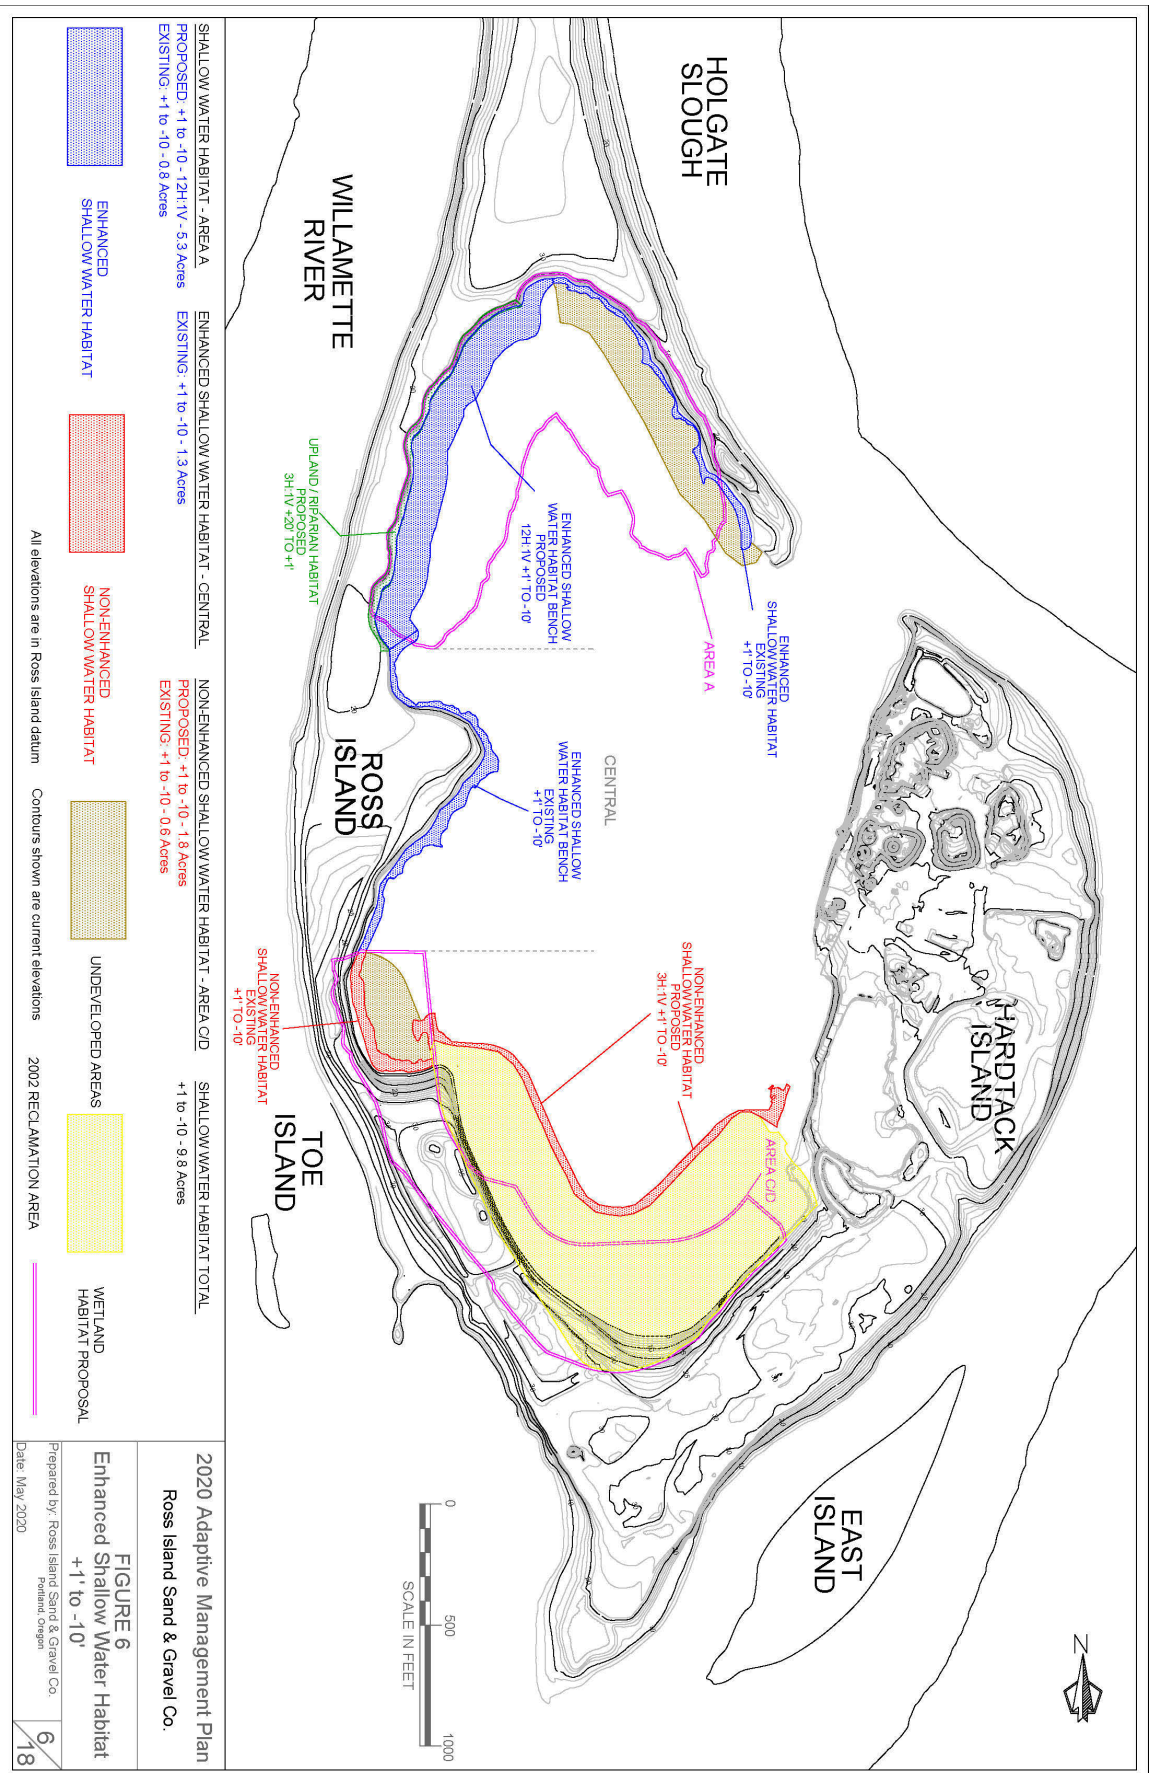 HOLGATE
SLOUGH
WILLAMETTE
RIVER
ROSS
ISLAND
HARDTACK
ISLAND
TOE
ISLAND
EAST
ISLAND
UPLAND / RIPARIAN HABITAT
PROPOSED
3H:1V +20' TO +1'
ENHANCED SHALLOW
WATER HABITAT BENCH
PROPOSED
12H:1V +1' TO -10'
AREA A
ENHANCED
SHALLOW WATER HABITAT
EXISTING
+1' TO -10'
CENTRAL
ENHANCED SHALLOW
WATER HABITAT BENCH
EXISTING
+1' TO -10'
NON-ENHANCED
SHALLOW WATER HABITAT
PROPOSED
3H:1V +1' TO -10'
NON-ENHANCED
SHALLOW WATER HABITAT
EXISTING
+1' TO -10'
AREA C/D
N
0 500 1000
SCALE IN FEET
SHALLOW WATER HABITAT - AREA A
PROPOSED: +1 to -10 - 12H:1V - 5.3 Acres
EXISTING: +1 to -10 - 0.8 Acres
ENHANCED SHALLOW WATER HABITAT - CENTRAL
EXISTING: +1 to -10 - 1.3 Acres
NON-ENHANCED SHALLOW WATER HABITAT - AREA C/D
PROPOSED: +1 to -10 - 1.8 Acres
EXISTING: +1 to -10 - 0.6 Acres
SHALLOW WATER HABITAT TOTAL
+1 to -10 - 9.8 Acres
ENHANCED
SHALLOW WATER HABITAT
NON-ENHANCED
SHALLOW WATER HABITAT
UNDEVELOPED AREAS
WETLAND
HABITAT PROPOSAL
All elevations are in Ross Island datum
Contours shown are current elevations
2002 RECLAMATION AREA
2020 Adaptive Management Plan
Ross Island Sand & Gravel Co.
FIGURE 6
Enhanced Shallow Water Habitat
+1' to -10'
Prepared by: Ross Island Sand & Gravel Co.
Portland, Oregon
Date: May 2020
6
18